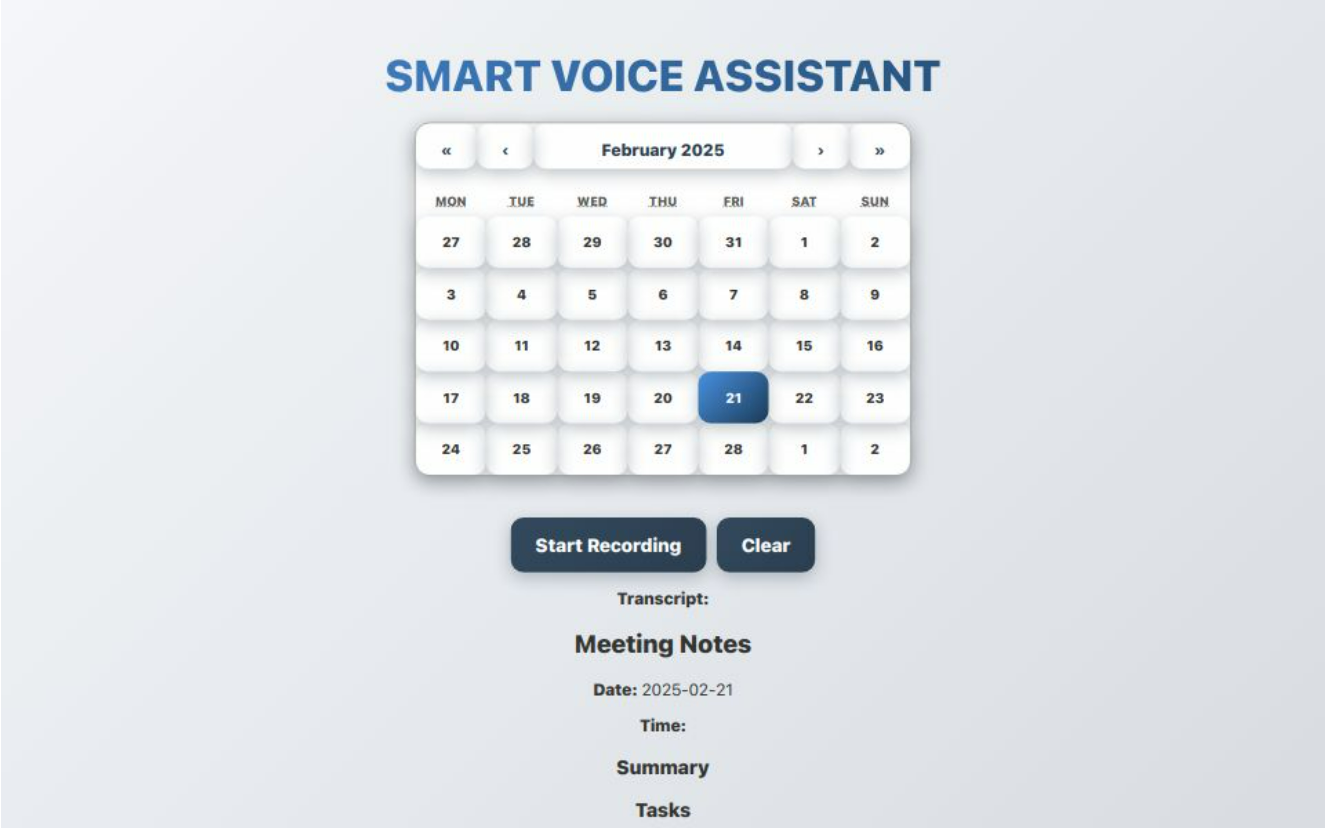 SMART VOICE ASSISTANT
« ‹ February 2025 › »
MON TUE WED THU FRI SAT SUN
27 28 29 30 31 1 2
3 4 5 6 7 8 9
10 11 12 13 14 15 16
17 18 19 20 21 22 23
24 25 26 27 28 1 2
Start Recording Clear
Transcript:
Meeting Notes
Date: 2025-02-21
Time:
Summary
Tasks